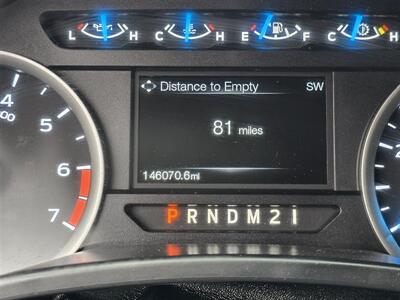 L H C H E F C H
Distance to Empty SW
4
5
81 miles
6
146070.6mi
7
P R N D M 2 1